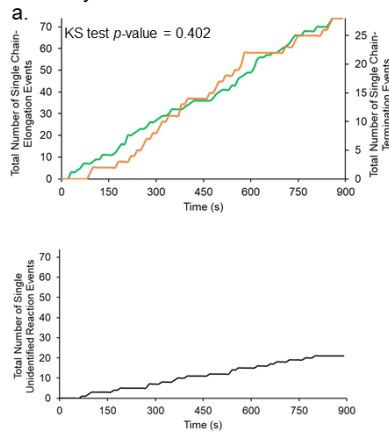 a.
KS test p-value = 0.402
Total Number of Single Chain-
Elongation Events
70
60
50
40
30
20
10
0
25
20
15
10
5
0
Total Number of Single Chain-
Termination Events
0 150 300 450 600 750 900
Time (s)
Total Number of Single
Unidentified Reaction Events
70
60
50
40
30
20
10
0
0 150 300 450 600 750 900
Time (s)